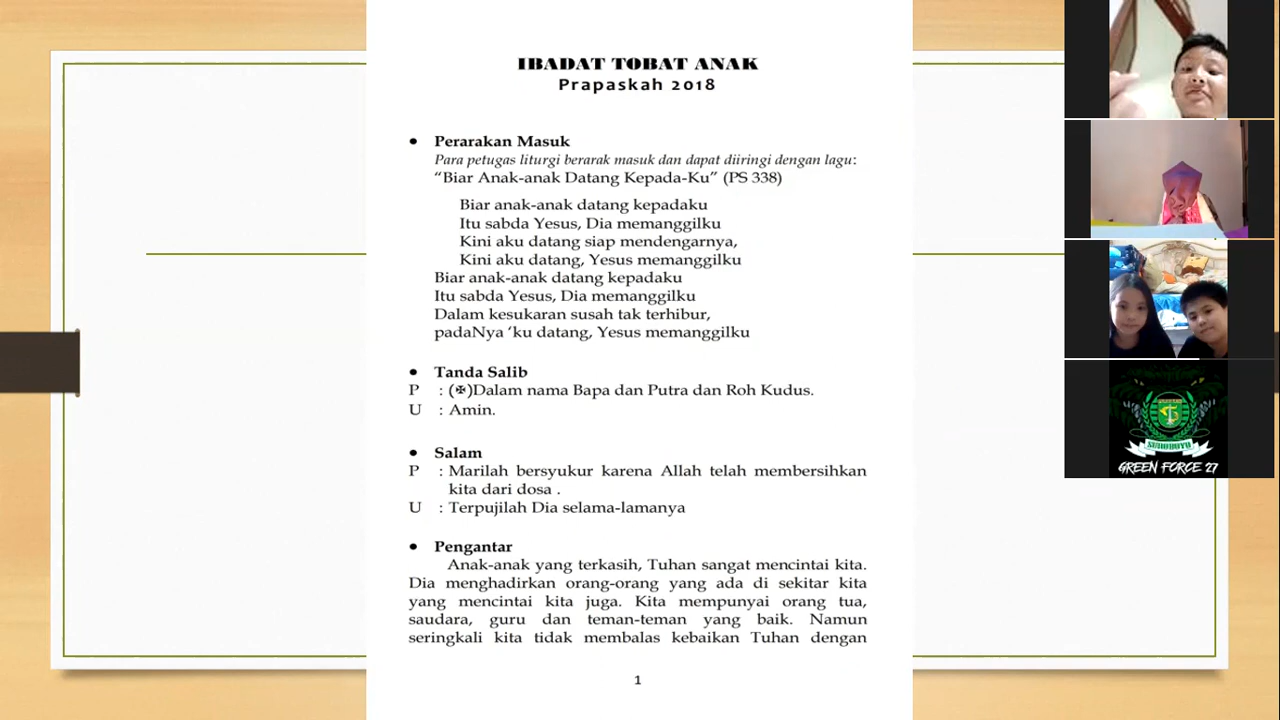 IBADAT TOBAT ANAK
Prapaskah 2018
● Perarakan Masuk
Para petugas liturgi berarak masuk dan dapat diiringi dengan lagu:
“Biar Anak-anak Datang Kepada-Ku” (PS 338)
Biar anak-anak datang kepadaku
Itu sabda Yesus, Dia memanggilku
Kini aku datang siap mendengarnya,
Kini aku datang, Yesus memanggilku
Biar anak-anak datang kepadaku
Itu sabda Yesus, Dia memanggilku
Dalam kesukaran susah tak terhibur,
padaNya ‘ku datang, Yesus memanggilku
● Tanda Salib
P : (✠)Dalam nama Bapa dan Putra dan Roh Kudus.
U : Amin.
● Salam
P : Marilah bersyukur karena Allah telah membersihkan
kita dari dosa .
U : Terpujilah Dia selama-lamanya
● Pengantar
Anak-anak yang terkasih, Tuhan sangat mencintai kita.
Dia menghadirkan orang-orang yang ada di sekitar kita
yang mencintai kita juga. Kita mempunyai orang tua,
saudara, guru dan teman-teman yang baik. Namun
seringkali kita tidak membalas kebaikan Tuhan dengan
1
SUROBOYO
GREEN FORCE 27